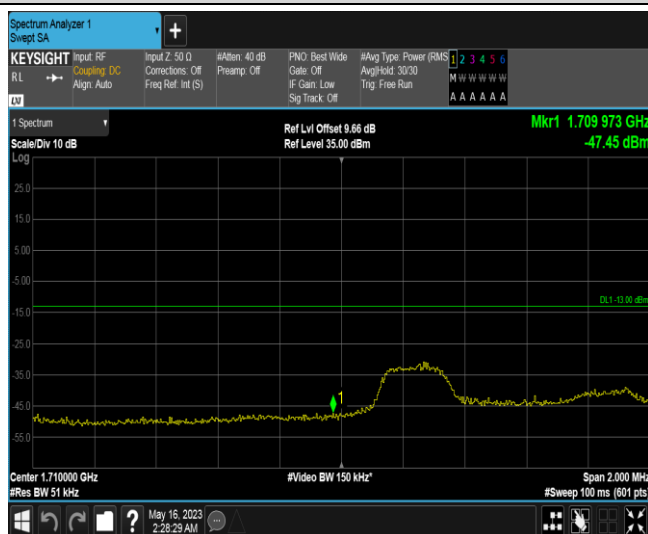 Spectrum Analyzer 1
Swept SA
KEYSIGHT
RL
Input: RF
Coupling: DC
Align: Auto
Input Z: 50 Ω
Corrections: Off
Freq Ref: Int (S)
#Atten: 40 dB
Preamp: Off
PNO: Best Wide
Gate: Off
IF Gain: Low
Sig Track: Off
#Avg Type: Power (RMS
Avg|Hold: 30/30
Trig: Free Run
1 2 3 4 5 6
M W W W W W
A A A A A A
LXI
1 Spectrum
Scale/Div 10 dB
Ref Lvl Offset 9.66 dB
Ref Level 35.00 dBm
Mkr1 1.709 973 GHz
-47.45 dBm
Log
25.0
15.0
5.00
-5.00
DL1 -13.00 dBm
-15.0
-25.0
-35.0
1
-45.0
-55.0
Center 1.710000 GHz
#Video BW 150 kHz*
Span 2.000 MHz
#Res BW 51 kHz
#Sweep 100 ms (601 pts)
May 16, 2023
2:28:29 AM